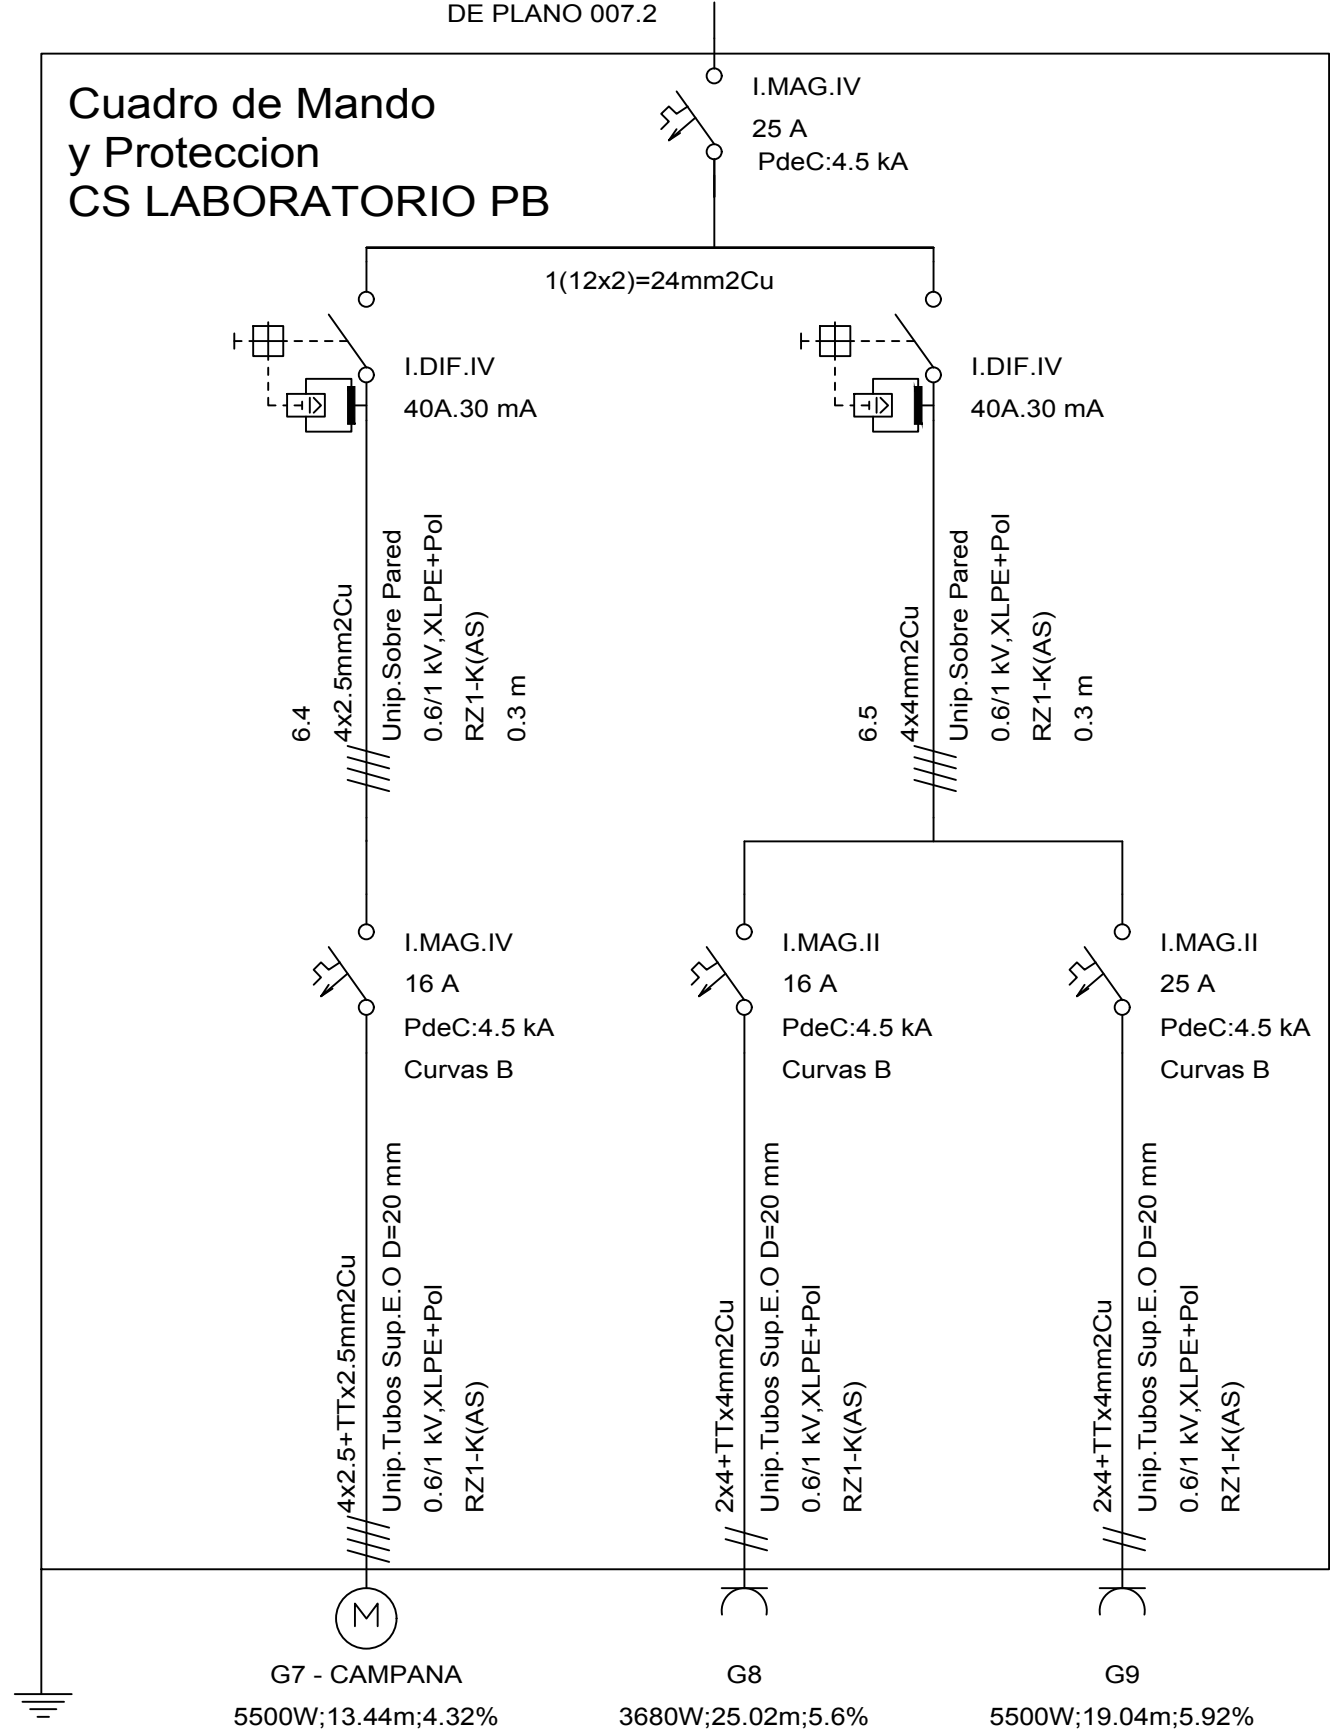 DE PLANO 007.2
Cuadro de Mando
y Proteccion
CS LABORATORIO PB
I.MAG.IV
25 A
PdeC:4.5 kA
1(12x2)=24mm2Cu
I.DIF.IV
40A.30 mA
I.DIF.IV
40A.30 mA
6.4
4x2.5mm2Cu
Unip.Sobre Pared
0.6/1 kV,XLPE+Pol
RZ1-K(AS)
0.3 m
6.5
4x4mm2Cu
Unip.Sobre Pared
0.6/1 kV,XLPE+Pol
RZ1-K(AS)
0.3 m
I.MAG.IV
16 A
PdeC:4.5 kA
Curvas B
I.MAG.II
16 A
PdeC:4.5 kA
Curvas B
I.MAG.II
25 A
PdeC:4.5 kA
Curvas B
4x2.5+TTx2.5mm2Cu
Unip.Tubos Sup.E.O D=20 mm
0.6/1 kV,XLPE+Pol
RZ1-K(AS)
2x4+TTx4mm2Cu
Unip.Tubos Sup.E.O D=20 mm
0.6/1 kV,XLPE+Pol
RZ1-K(AS)
2x4+TTx4mm2Cu
Unip.Tubos Sup.E.O D=20 mm
0.6/1 kV,XLPE+Pol
RZ1-K(AS)
M
G7 - CAMPANA
5500W;13.44m;4.32%
G8
3680W;25.02m;5.6%
G9
5500W;19.04m;5.92%